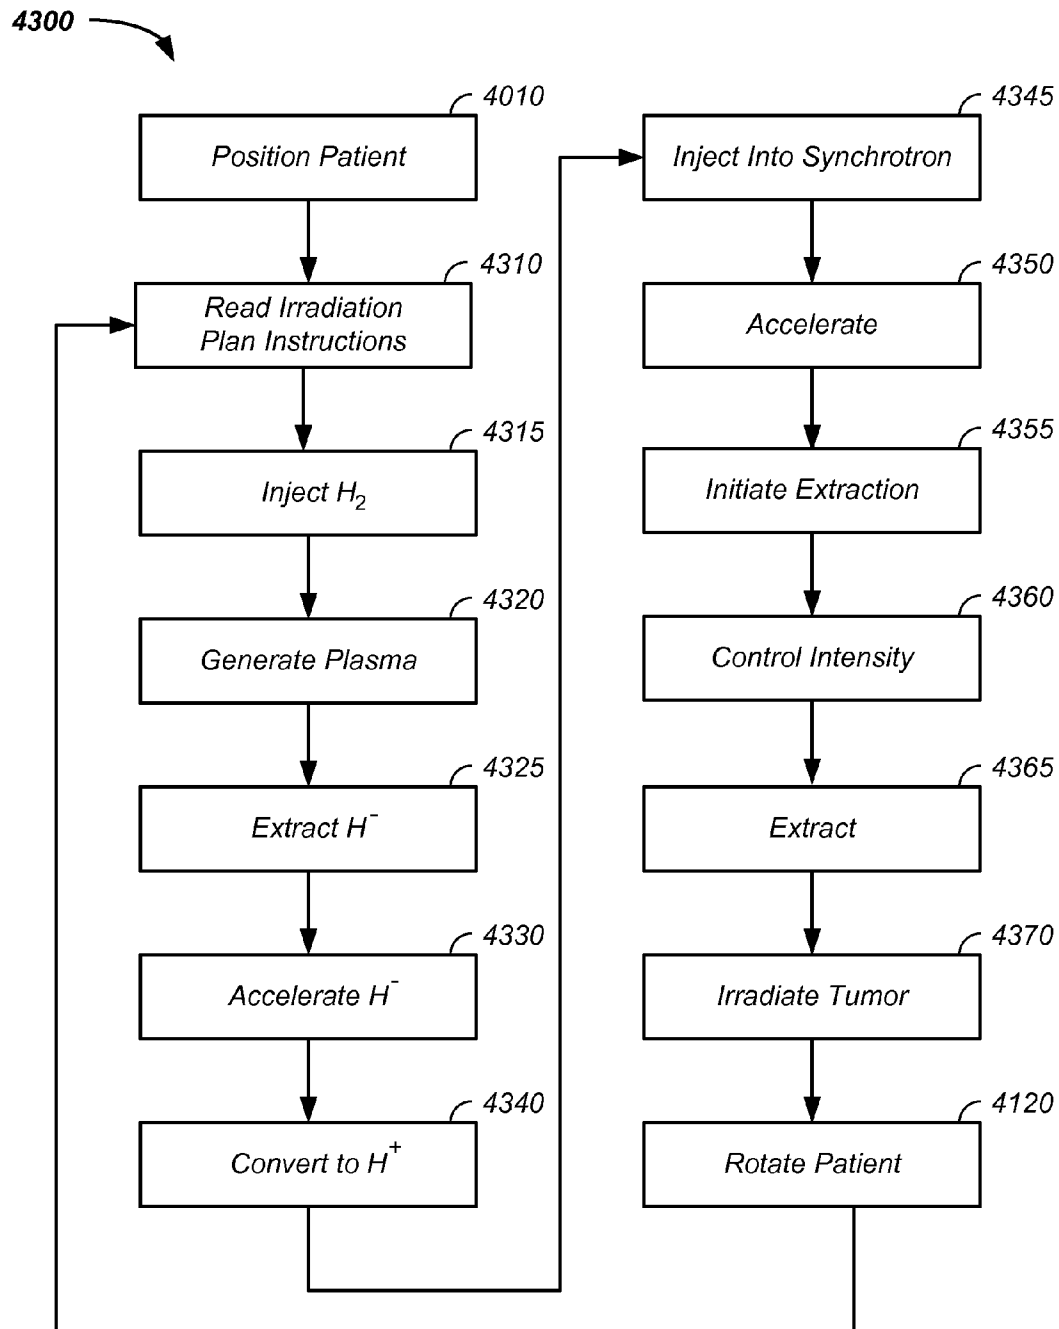 4300
4010
Position Patient
4310
Read Irradiation
Plan Instructions
4315
Inject H₂
4320
Generate Plasma
4325
Extract H⁻
4330
Accelerate H⁻
4340
Convert to H⁺
4345
Inject Into Synchrotron
4350
Accelerate
4355
Initiate Extraction
4360
Control Intensity
4365
Extract
4370
Irradiate Tumor
4120
Rotate Patient